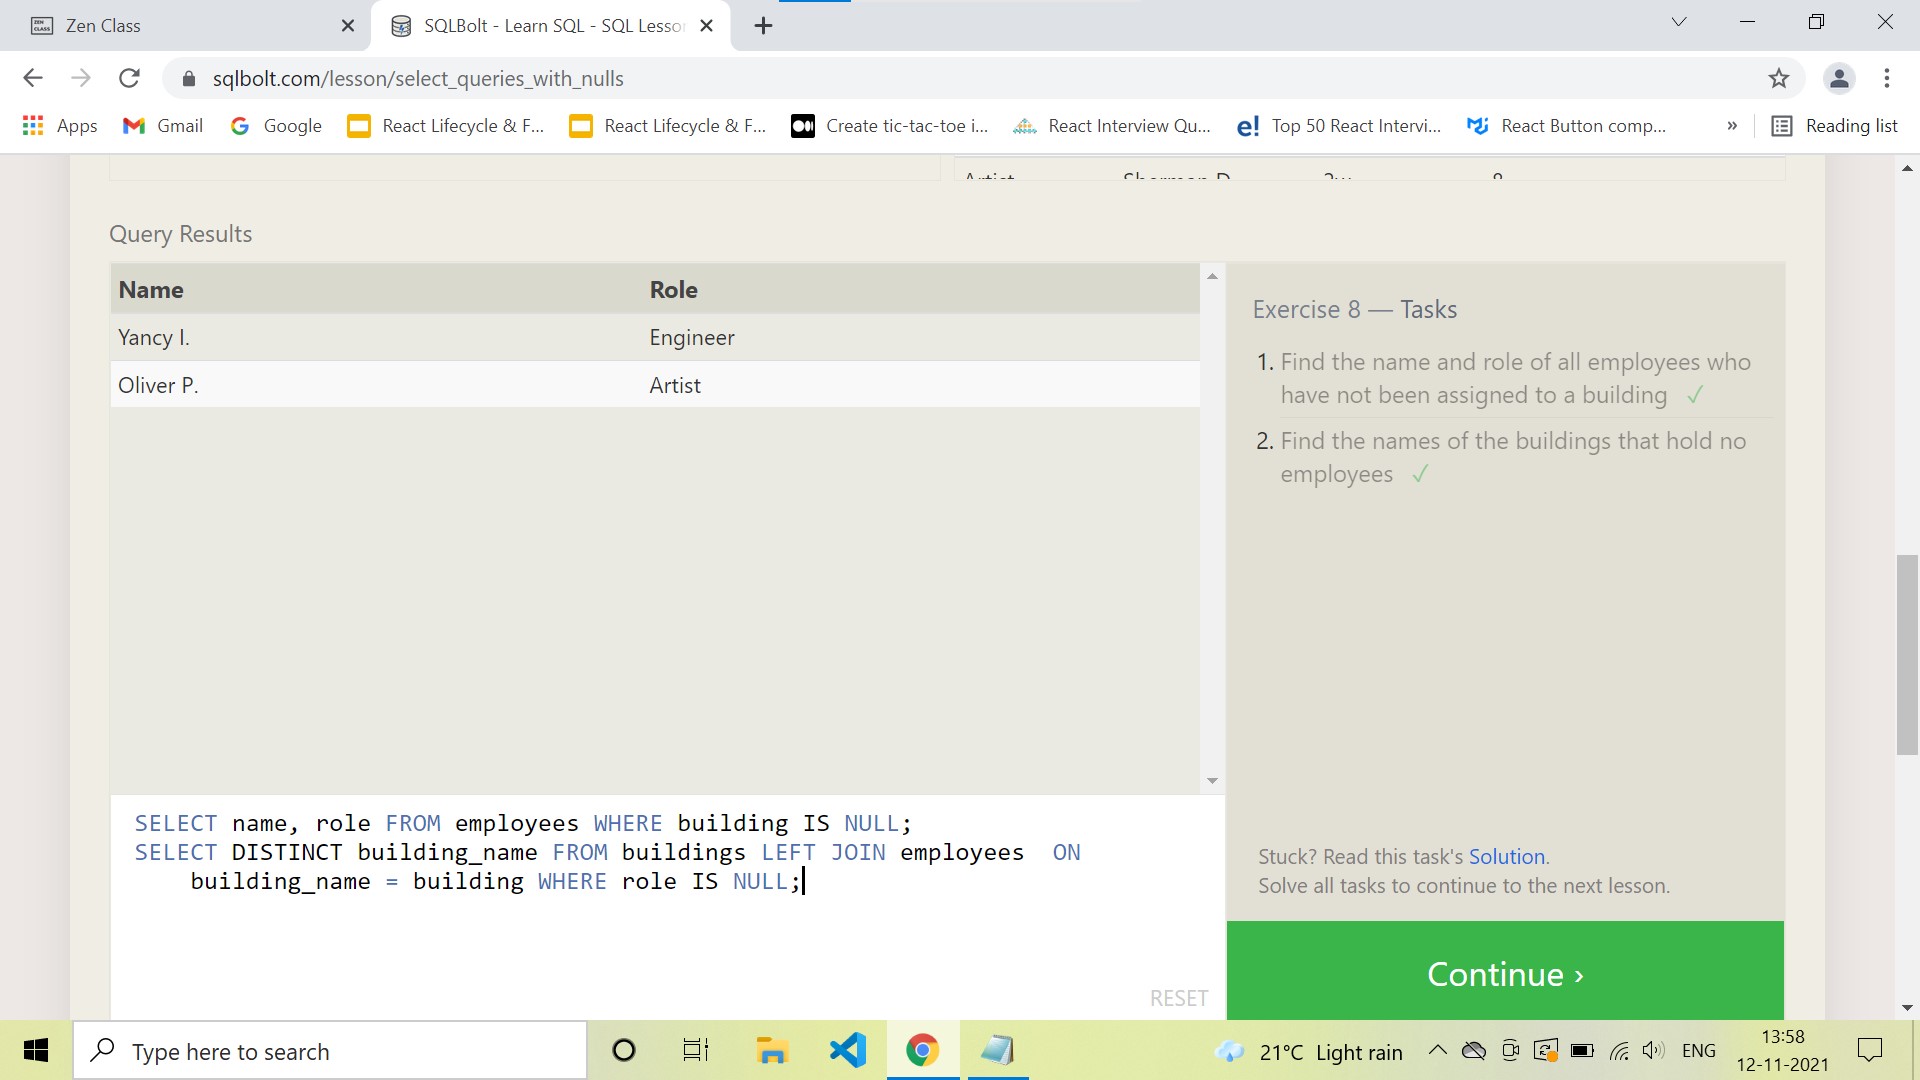 Zen Class
SQLBolt - Learn SQL - SQL Lesso
sqlbolt.com/lesson/select_queries_with_nulls
Apps Gmail Google React Lifecycle & F... React Lifecycle & F... Create tic-tac-toe i... React Interview Qu... e! Top 50 React Intervi... React Button comp... » Reading list
Artist Sherman D. 2w 8
Query Results
Name Role
Yancy I. Engineer
Oliver P. Artist
Exercise 8 — Tasks
1. Find the name and role of all employees who
have not been assigned to a building ✓
2. Find the names of the buildings that hold no
employees ✓
SELECT name, role FROM employees WHERE building IS NULL;
SELECT DISTINCT building_name FROM buildings LEFT JOIN employees  ON
building_name = building WHERE role IS NULL;
RESET
Stuck? Read this task's Solution.
Solve all tasks to continue to the next lesson.
Continue ›
Type here to search
21°C Light rain
ENG
13:58
12-11-2021